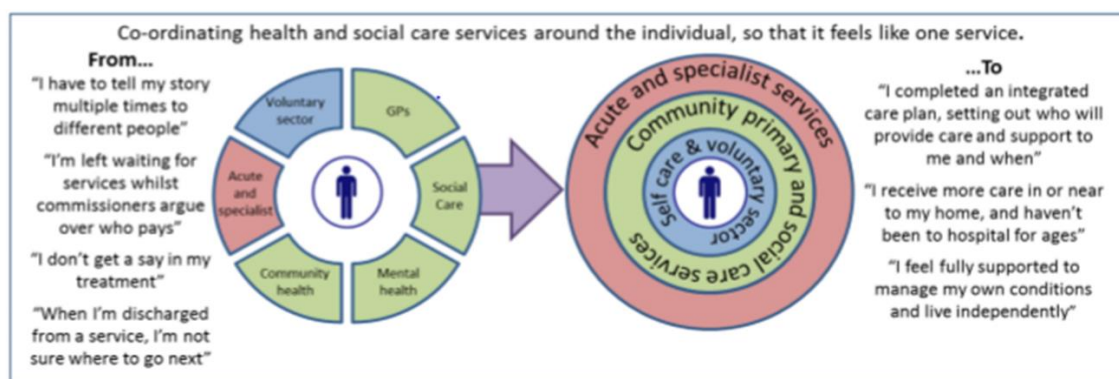 Co-ordinating health and social care services around the individual, so that it feels like one service.
From...
“I have to tell my story
multiple times to
different people”
“I’m left waiting for
services whilst
commissioners argue
over who pays”
“I don’t get a say in my
treatment”
“When I’m discharged
from a service, I’m not
sure where to go next”
Voluntary
sector
GPs
Acute
and
specialist
Social
Care
Community
health
Mental
health
Acute and specialist services
Community primary and social care services
Self care & voluntary sector
...To
“I completed an integrated
care plan, setting out who will
provide care and support to
me and when”
“I receive more care in or near
to my home, and haven’t
been to hospital for ages”
“I feel fully supported to
manage my own conditions
and live independently”